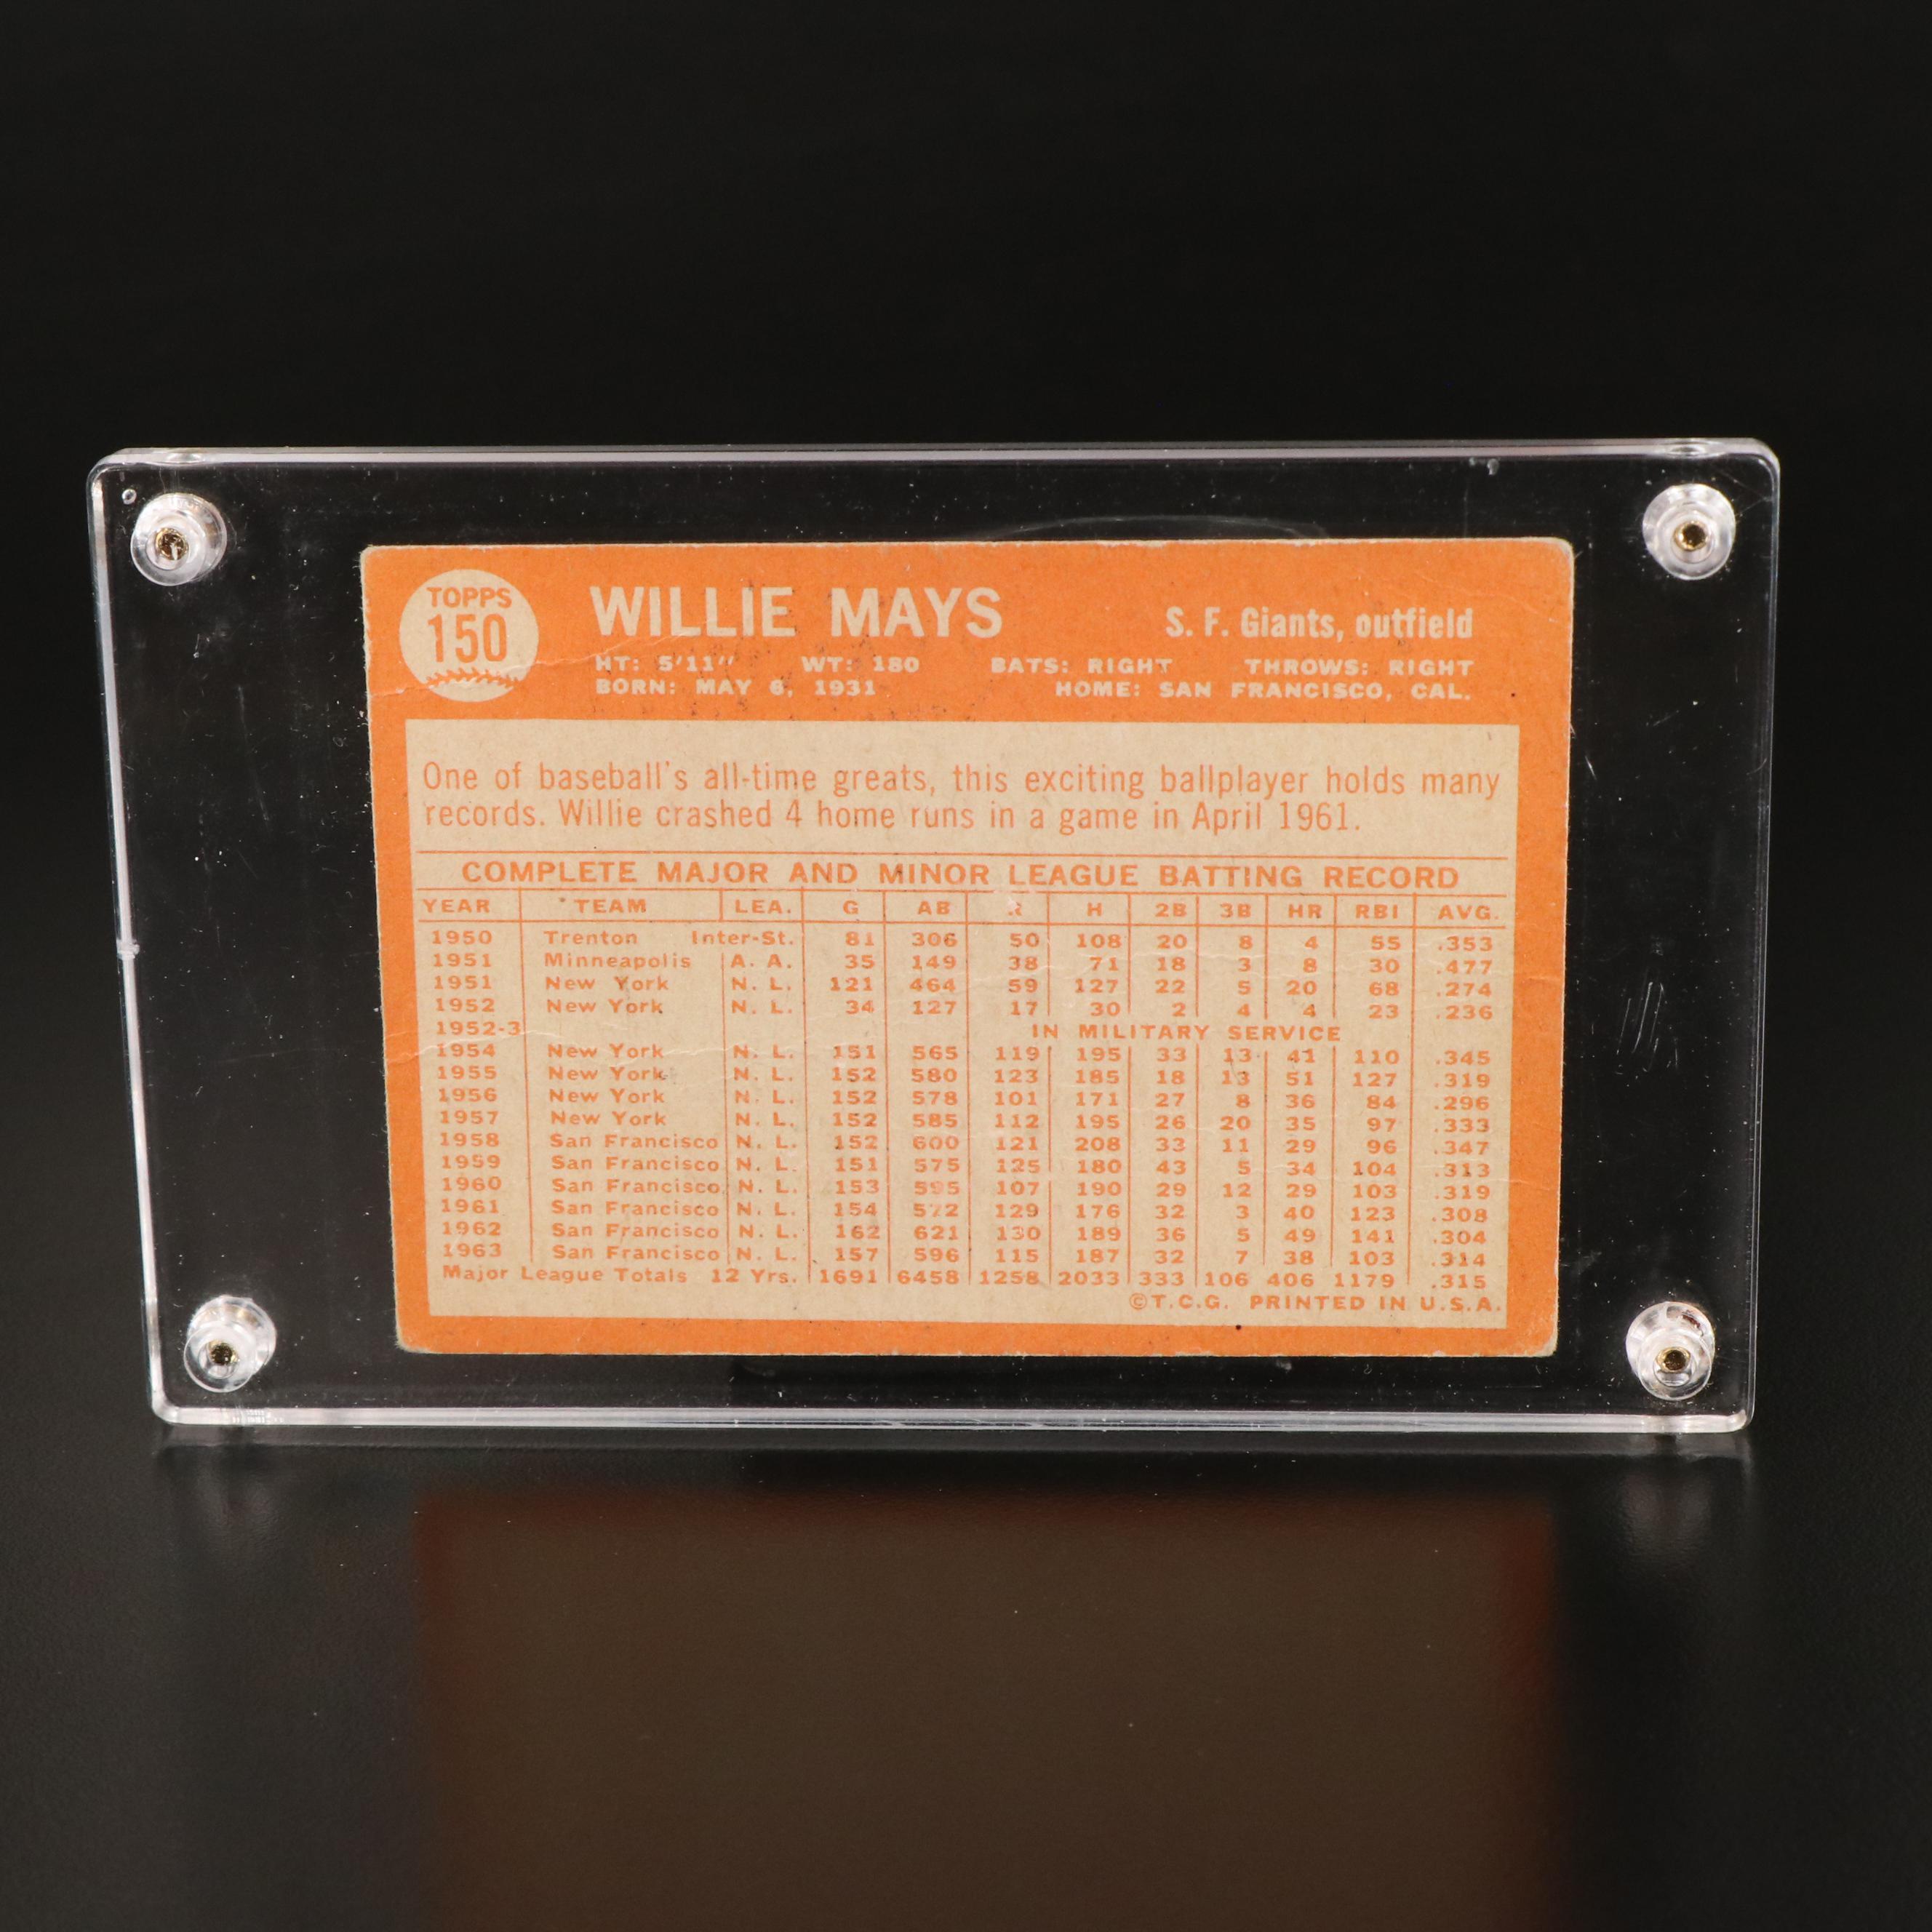 TOPPS
150
WILLIE MAYS
S. F. Giants, outfield
HT: 5'11" WT: 180 BATS: RIGHT THROWS: RIGHT
BORN: MAY 6, 1931 HOME: SAN FRANCISCO, CAL.
One of baseball's all-time greats, this exciting ballplayer holds many
records. Willie crashed 4 home runs in a game in April 1961.
COMPLETE MAJOR AND MINOR LEAGUE BATTING RECORD
YEAR TEAM LEA. G AB R H 2B 3B HR RBI AVG.
1950 Trenton Inter-St. 81 306 50 108 20 8 4 55 .353
1951 Minneapolis A. A. 35 149 38 71 18 3 8 30 .477
1951 New York N. L. 121 464 59 127 22 5 20 68 .274
1952 New York N. L. 34 127 17 30 2 4 4 23 .236
1952-3 IN MILITARY SERVICE
1954 New York N. L. 151 565 119 195 33 13 41 110 .345
1955 New York N. L. 152 580 123 185 18 13 51 127 .319
1956 New York N. L. 152 578 101 171 27 8 36 84 .296
1957 New York N. L. 152 585 112 195 26 20 35 97 .333
1958 San Francisco N. L. 152 600 121 208 33 11 29 96 .347
1959 San Francisco N. L. 151 575 125 180 43 5 34 104 .313
1960 San Francisco N. L. 153 595 107 190 29 12 29 103 .319
1961 San Francisco N. L. 154 572 129 176 32 3 40 123 .308
1962 San Francisco N. L. 162 621 130 189 36 5 49 141 .304
1963 San Francisco N. L. 157 596 115 187 32 7 38 103 .314
Major League Totals 12 Yrs. 1691 6458 1258 2033 333 106 406 1179 .315
©T.C.G. PRINTED IN U.S.A.